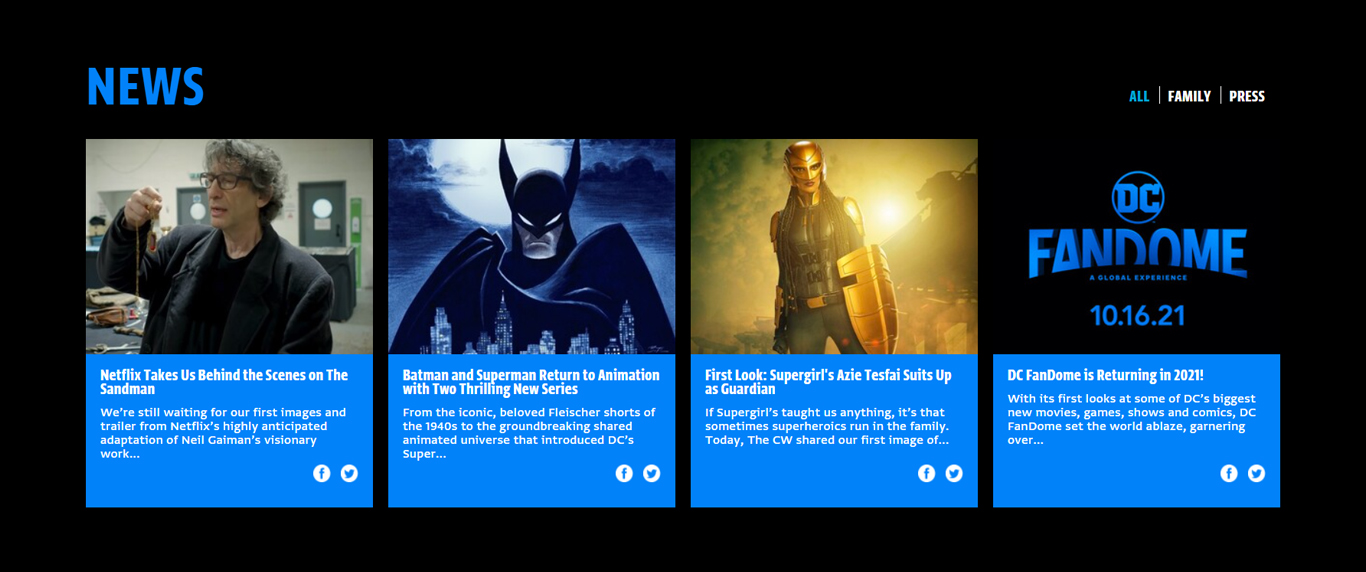 NEWS
ALL | FAMILY | PRESS
DC
FANDOME
A GLOBAL EXPERIENCE
10.16.21
Netflix Takes Us Behind the Scenes on The
Sandman
We're still waiting for our first images and
trailer from Netflix's highly anticipated
adaptation of Neil Gaiman's visionary
work...
Batman and Superman Return to Animation
with Two Thrilling New Series
From the iconic, beloved Fleischer shorts of
the 1940s to the groundbreaking shared
animated universe that introduced DC's
Super...
First Look: Supergirl's Azie Tesfai Suits Up
as Guardian
If Supergirl's taught us anything, it's that
sometimes superheroics run in the family.
Today, The CW shared our first image of...
DC FanDome is Returning in 2021!
With its first looks at some of DC's biggest
new movies, games, shows and comics, DC
FanDome set the world ablaze, garnering
over...